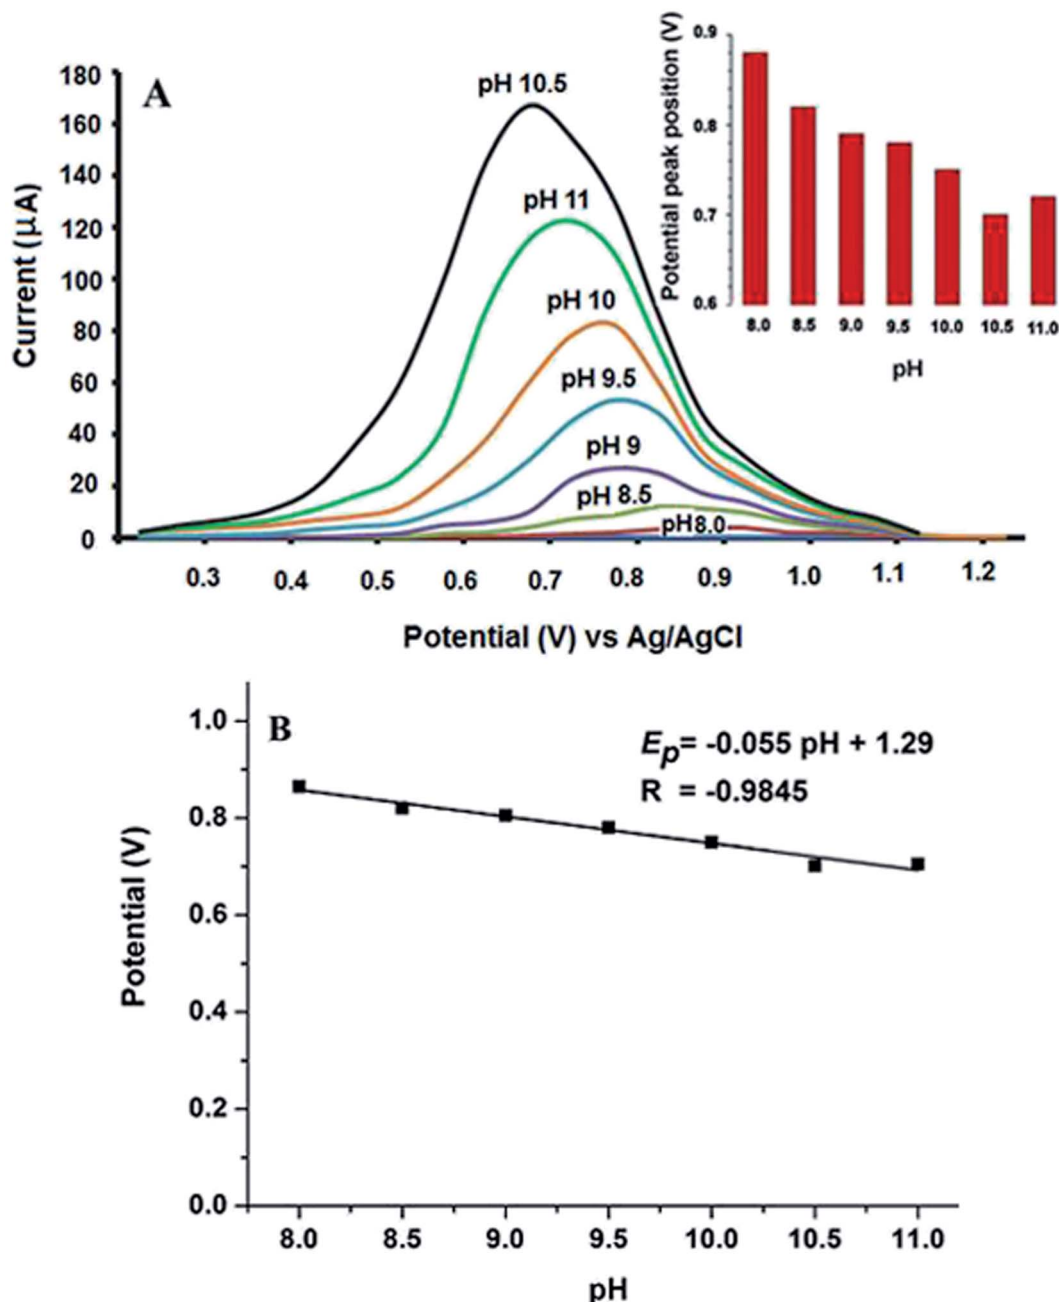 A
180
160
140
120
100
80
60
40
20
0
Current (µA)
pH 10.5
pH 11
pH 10
pH 9.5
pH 9
pH 8.5
pH8.0
0.3 0.4 0.5 0.6 0.7 0.8 0.9 1.0 1.1 1.2
Potential (V) vs Ag/AgCl
Potential peak position (V)
0.9
0.8
0.7
0.6
8.0 8.5 9.0 9.5 10.0 10.5 11.0
pH
B
Ep= -0.055 pH + 1.29
R = -0.9845
Potential (V)
1.0
0.8
0.6
0.4
0.2
0.0
8.0 8.5 9.0 9.5 10.0 10.5 11.0
pH